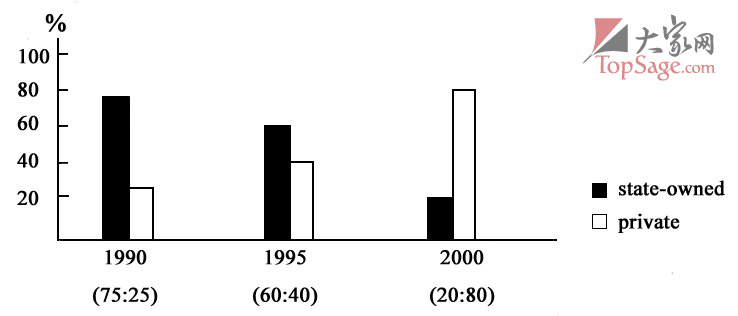 %
100
80
60
40
20
1990 1995 2000
(75:25) (60:40) (20:80)
大家网
TopSage.com
state-owned
private